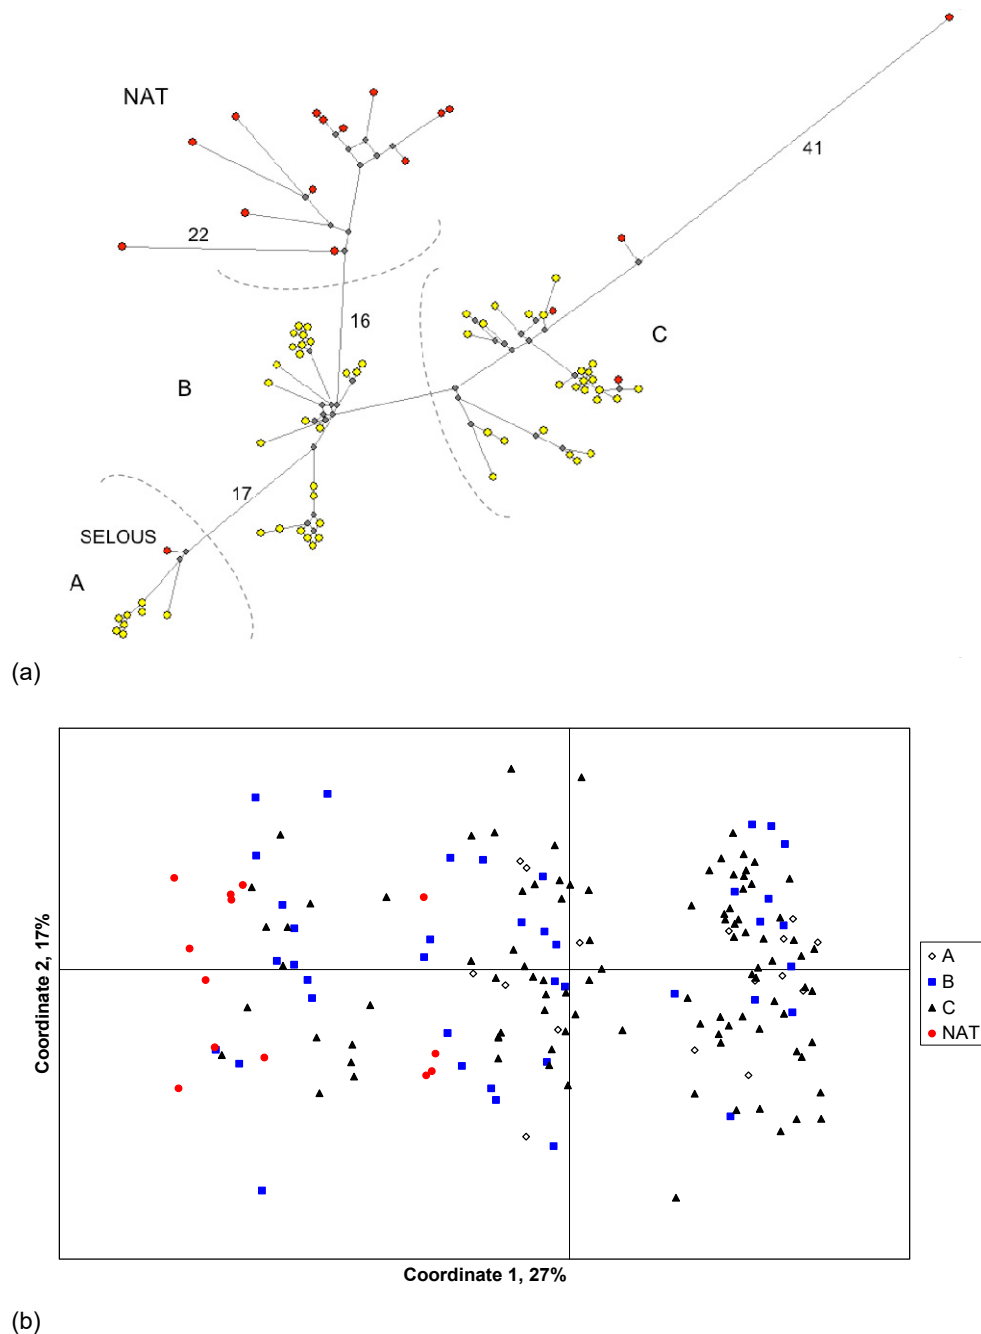 NAT
41
22
16
C
B
17
SELOUS
A
(a)
Coordinate 2, 17%
A
B
C
NAT
Coordinate 1, 27%
(b)